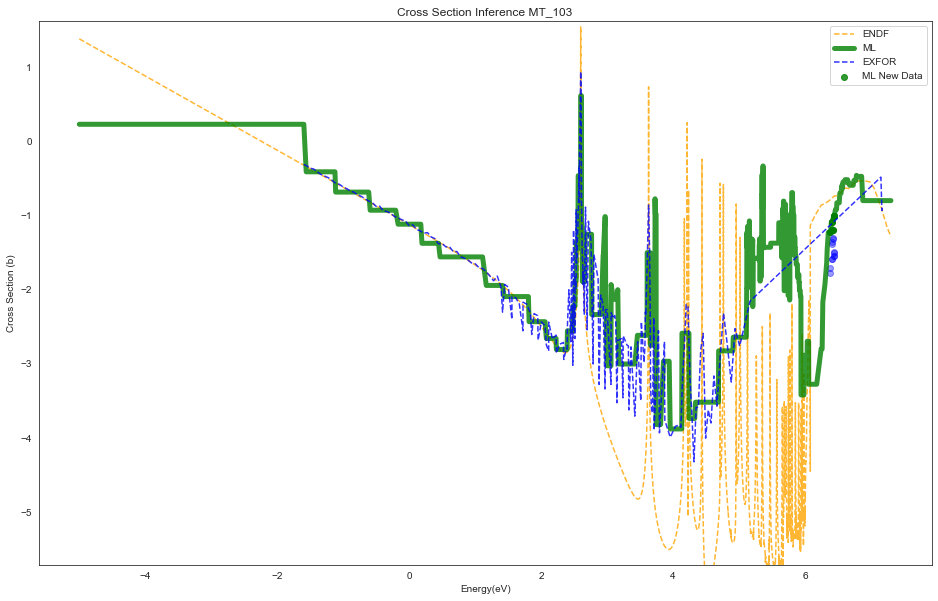 Cross Section Inference MT_103
ENDF
ML
EXFOR
ML New Data
Cross Section (b)
1
0
−1
−2
−3
−4
−5
−4
−2
0
2
4
6
Energy(eV)